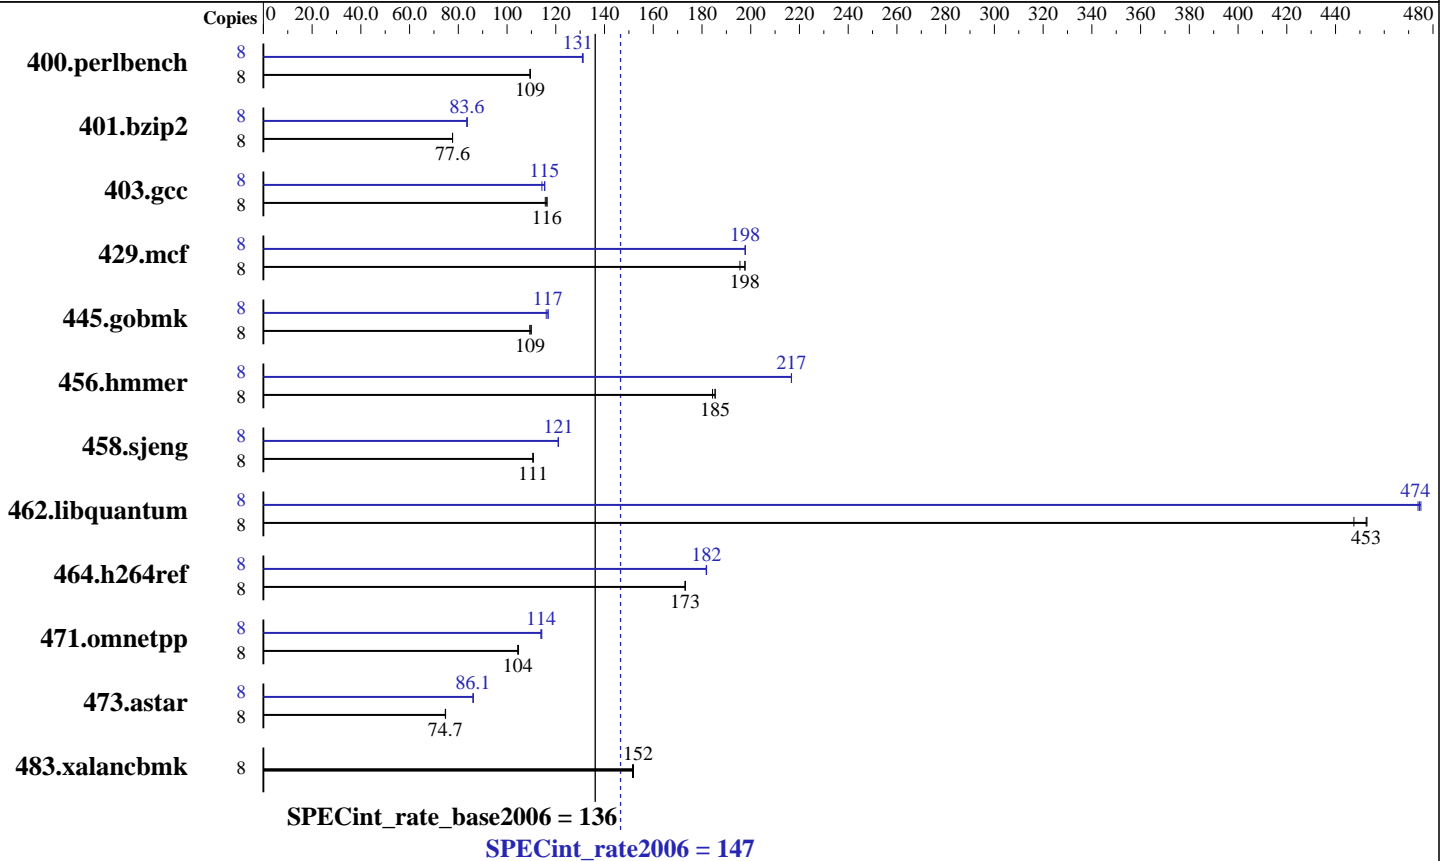 Copies 0 20.0 40.0 60.0 80.0 100 120 140 160 180 200 220 240 260 280 300 320 340 360 380 400 420 440 480
400.perlbench 8 131
8 109
401.bzip2 8 83.6
8 77.6
403.gcc 8 115
8 116
429.mcf 8 198
8 198
445.gobmk 8 117
8 109
456.hmmer 8 217
8 185
458.sjeng 8 121
8 111
462.libquantum 8 474
8 453
464.h264ref 8 182
8 173
471.omnetpp 8 114
8 104
473.astar 8 86.1
8 74.7
483.xalancbmk 8 152
SPECint_rate_base2006 = 136
SPECint_rate2006 = 147